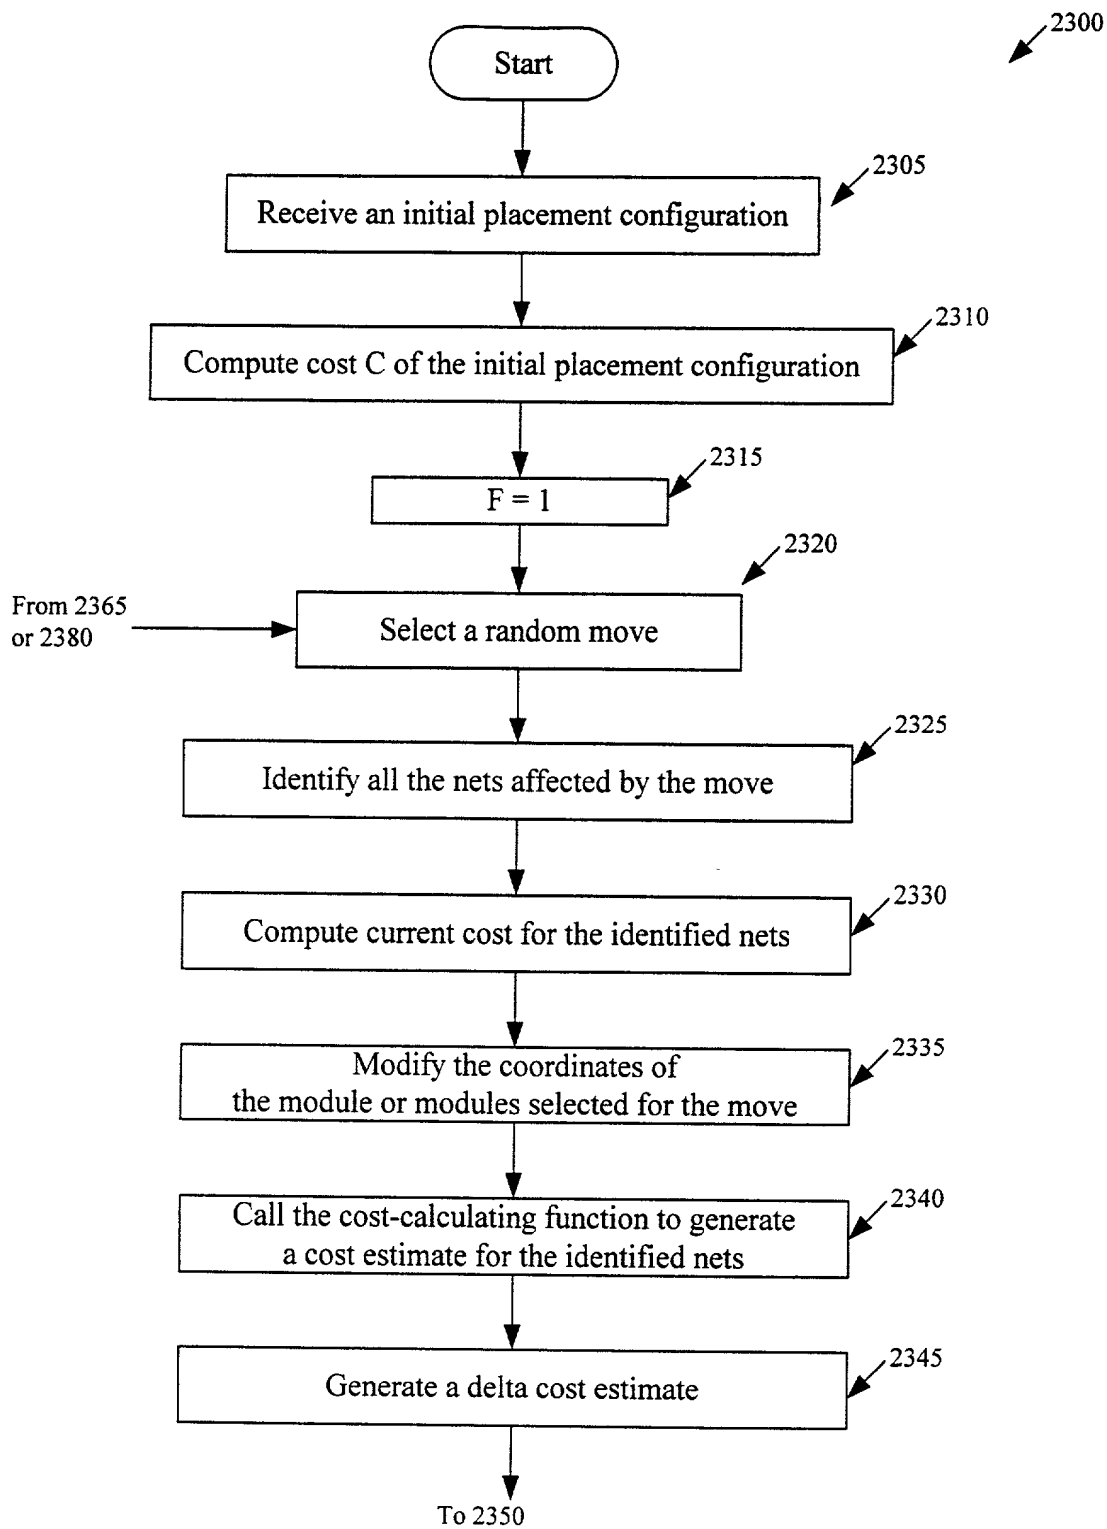 2300
Start
2305
Receive an initial placement configuration
2310
Compute cost C of the initial placement configuration
2315
F = 1
2320
From 2365
or 2380
Select a random move
2325
Identify all the nets affected by the move
2330
Compute current cost for the identified nets
2335
Modify the coordinates of
the module or modules selected for the move
2340
Call the cost-calculating function to generate
a cost estimate for the identified nets
2345
Generate a delta cost estimate
To 2350